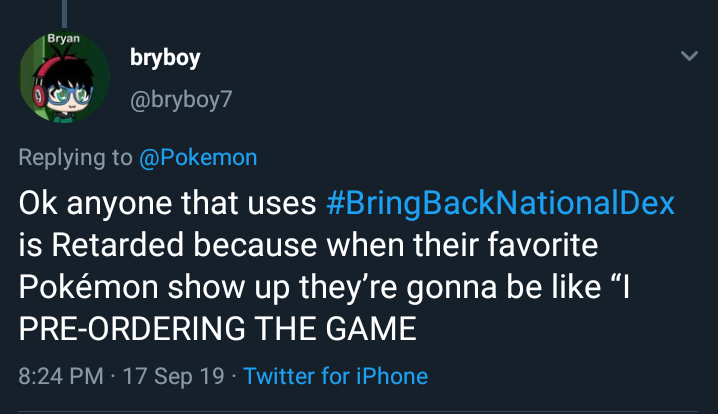 Bryan
bryboy
@bryboy7
Replying to @Pokemon
Ok anyone that uses #BringBackNationalDex
is Retarded because when their favorite
Pokémon show up they’re gonna be like “I
PRE-ORDERING THE GAME
8:24 PM · 17 Sep 19 · Twitter for iPhone